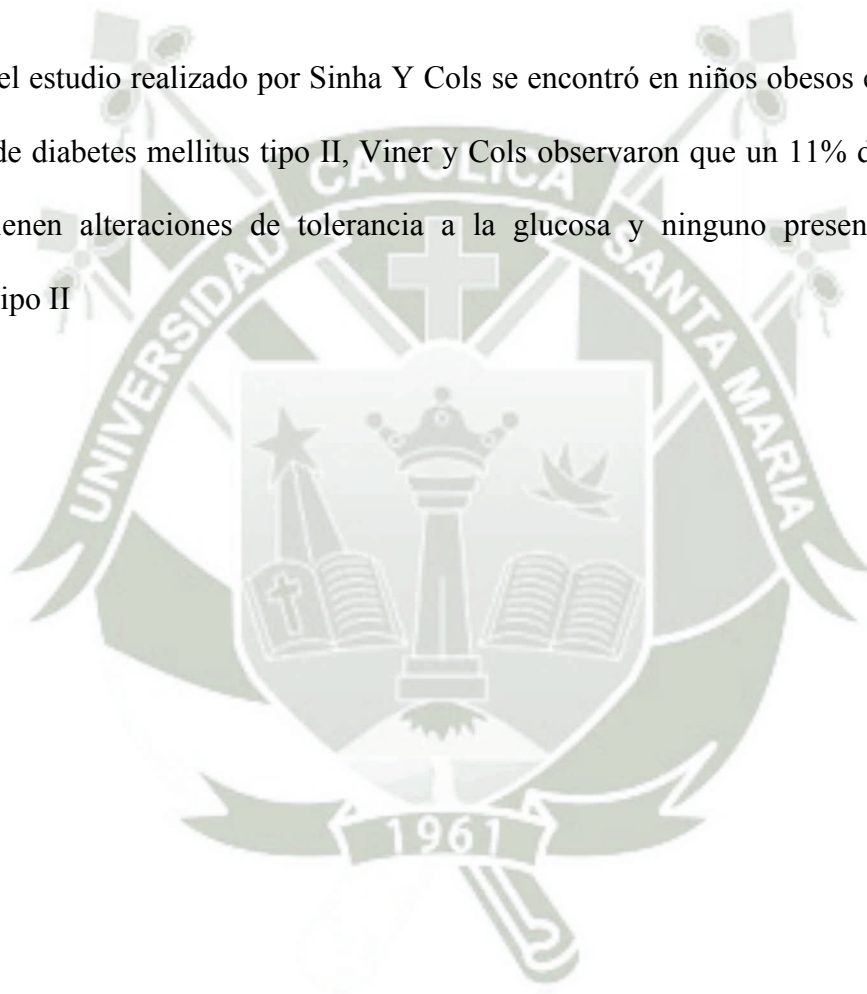 el estudio realizado por Sinha Y Cols se encontró en niños obesos
de diabetes mellitus tipo II, Viner y Cols observaron que un 11%
ienen alteraciones de tolerancia a la glucosa y ninguno presen
ipo II
UNIVERSIDAD CATOLICA SANTA MARIA
1961